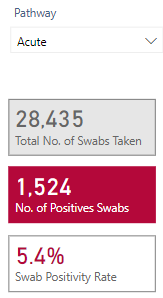 Pathway
Acute
28,435
Total No. of Swabs Taken
1,524
No. of Positives Swabs
5.4%
Swab Positivity Rate